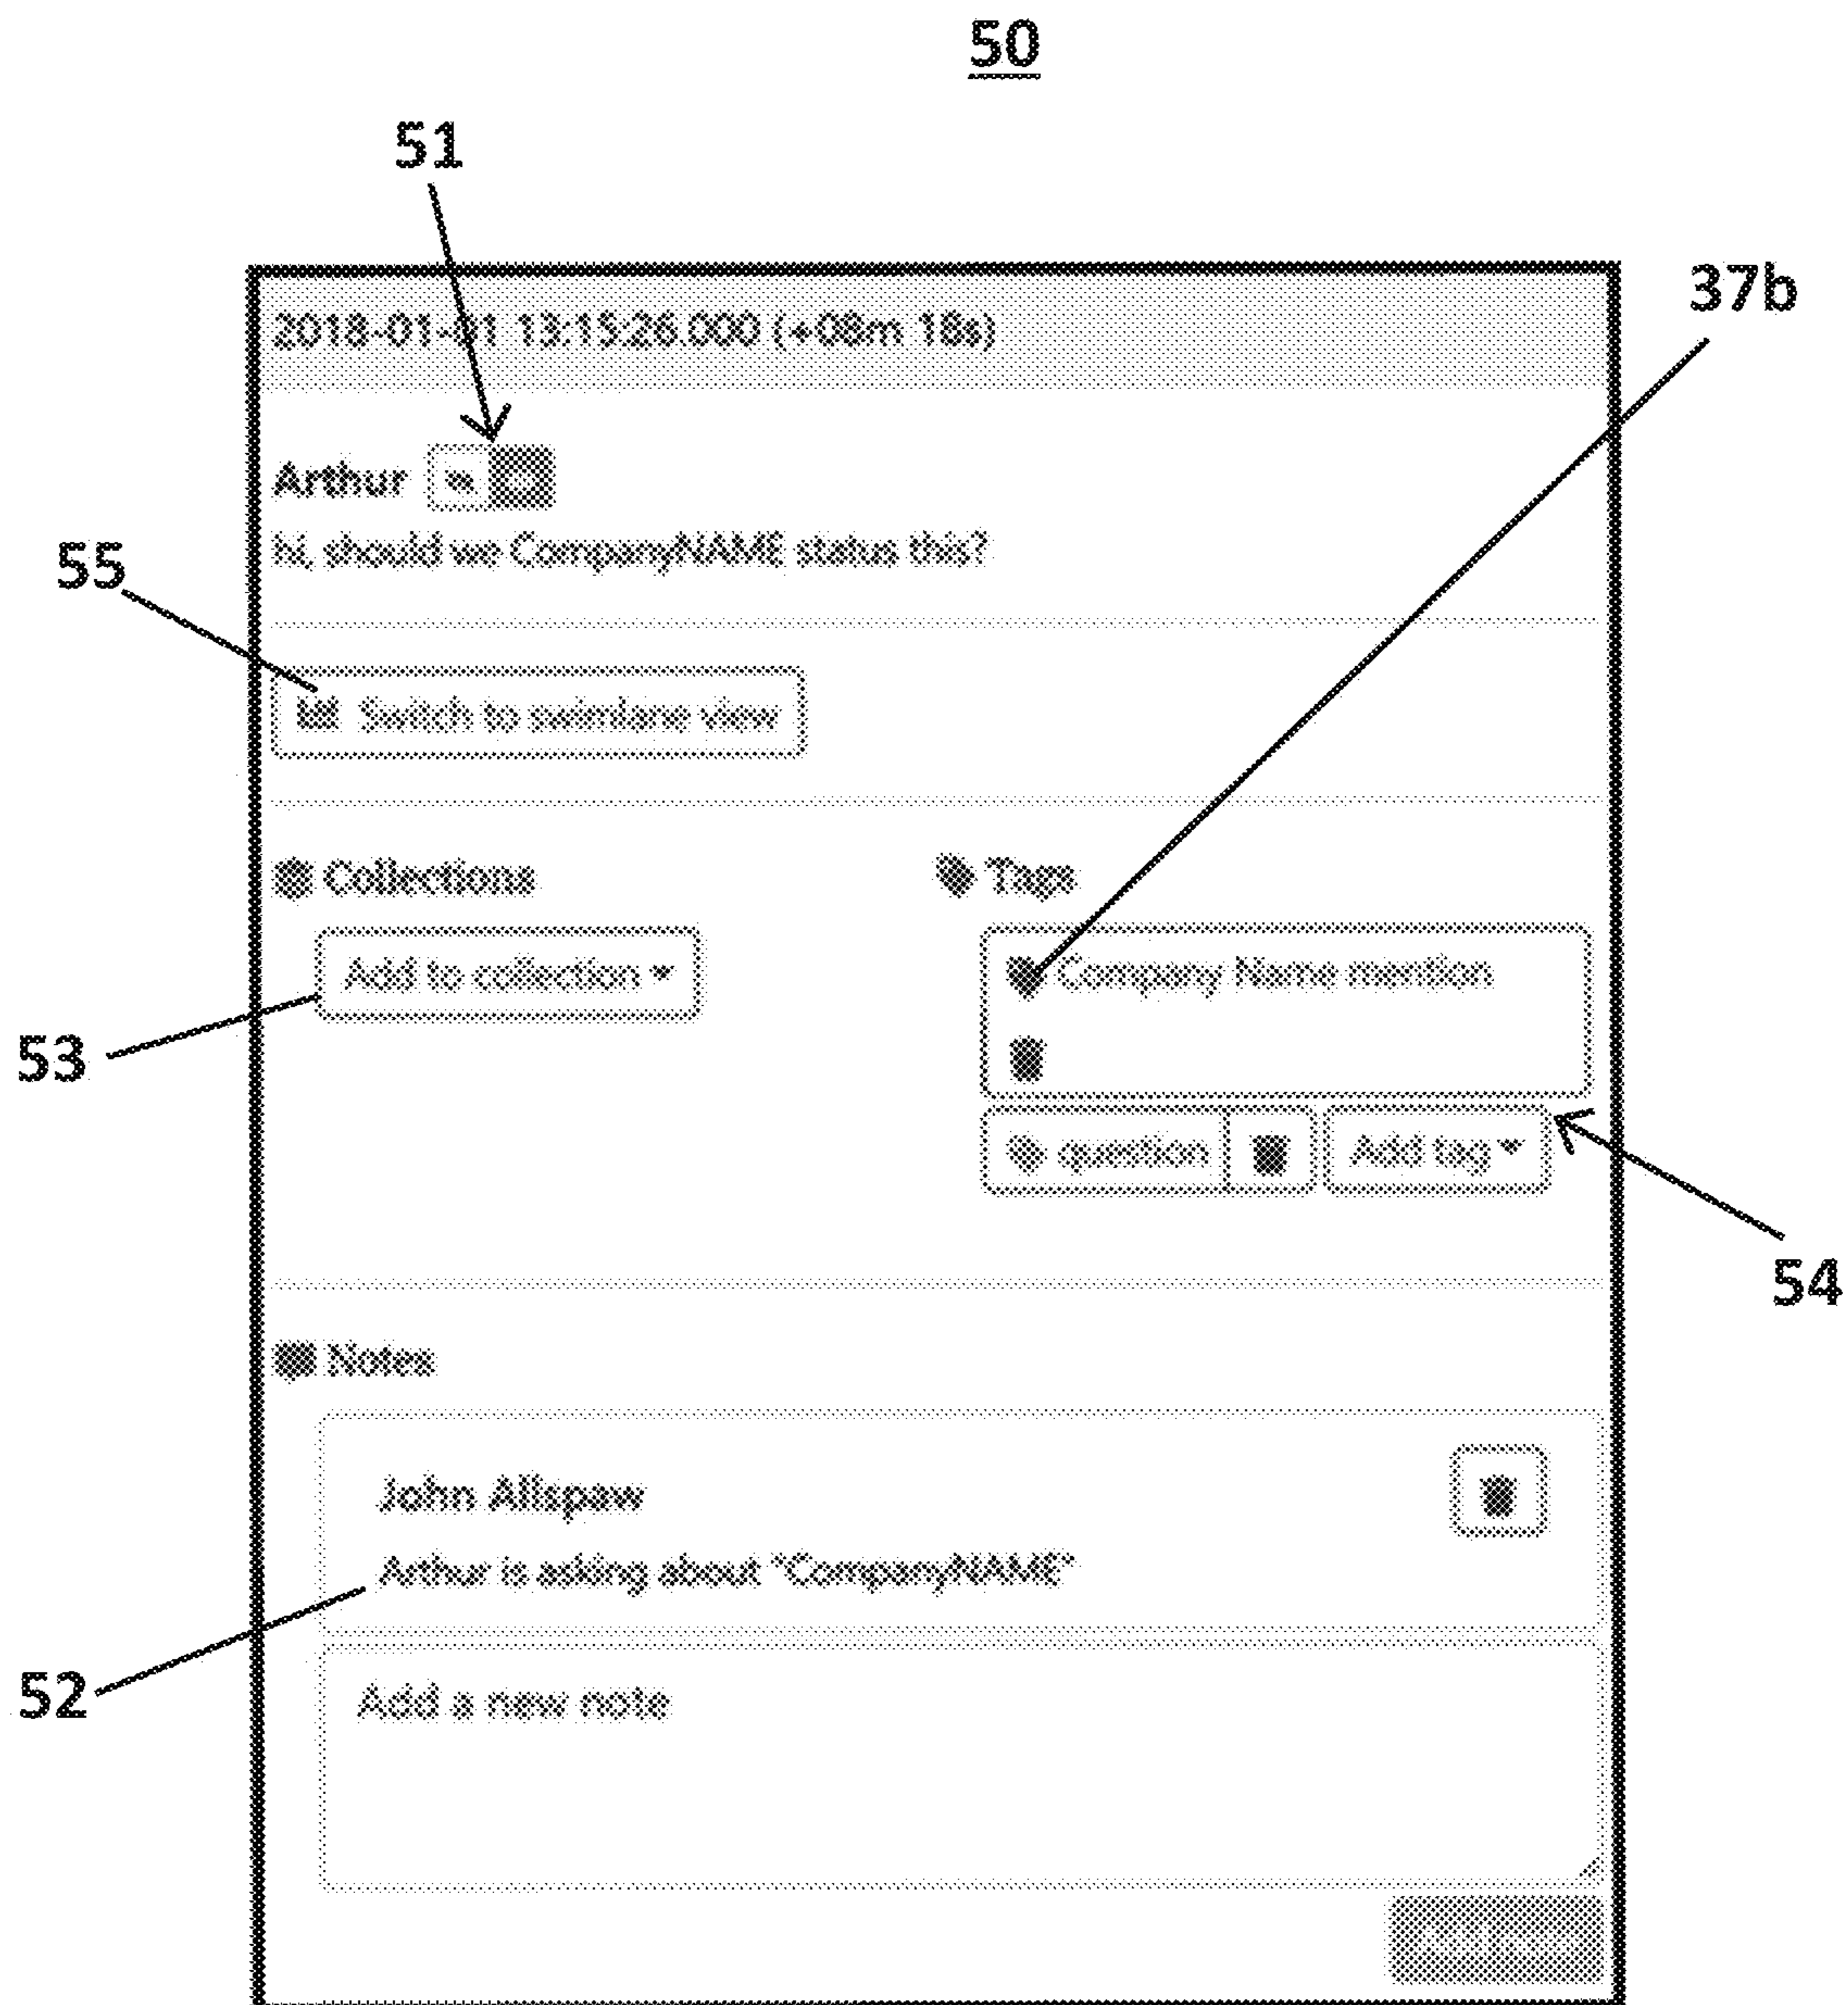 50
51
37b
2018-01-01 13:15:26.000 (+08m 18s)
Arthur
hi, should we CompanyNAME status this?
55
Switch to swimlane view
Collections
Tags
Add to collection
Company Name mention
53
question
Add tag
54
Notes
John Allspaw
Arthur is asking about "CompanyNAME"
52
Add a new note